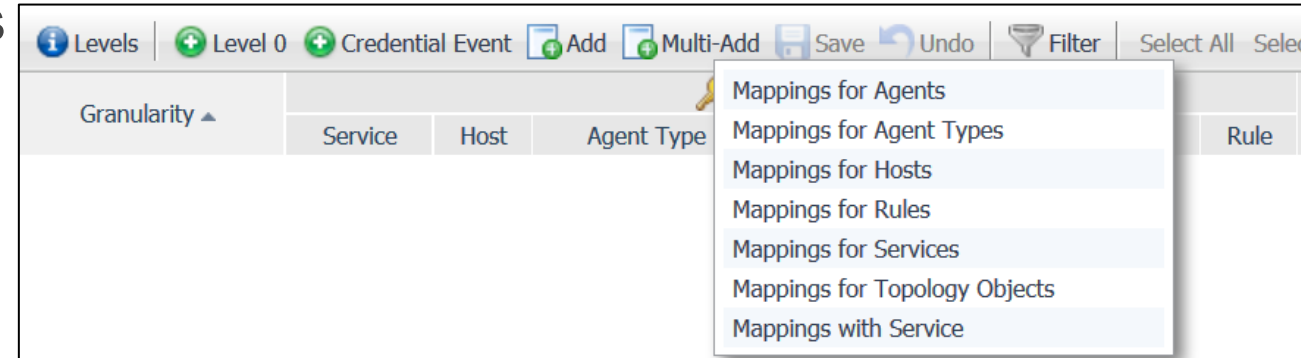 s
Levels Level 0 Credential Event Add Multi-Add Save Undo Filter Select All
Granularity
Service Host Agent Type Rule
Mappings for Agents
Mappings for Agent Types
Mappings for Hosts
Mappings for Rules
Mappings for Services
Mappings for Topology Objects
Mappings with Service